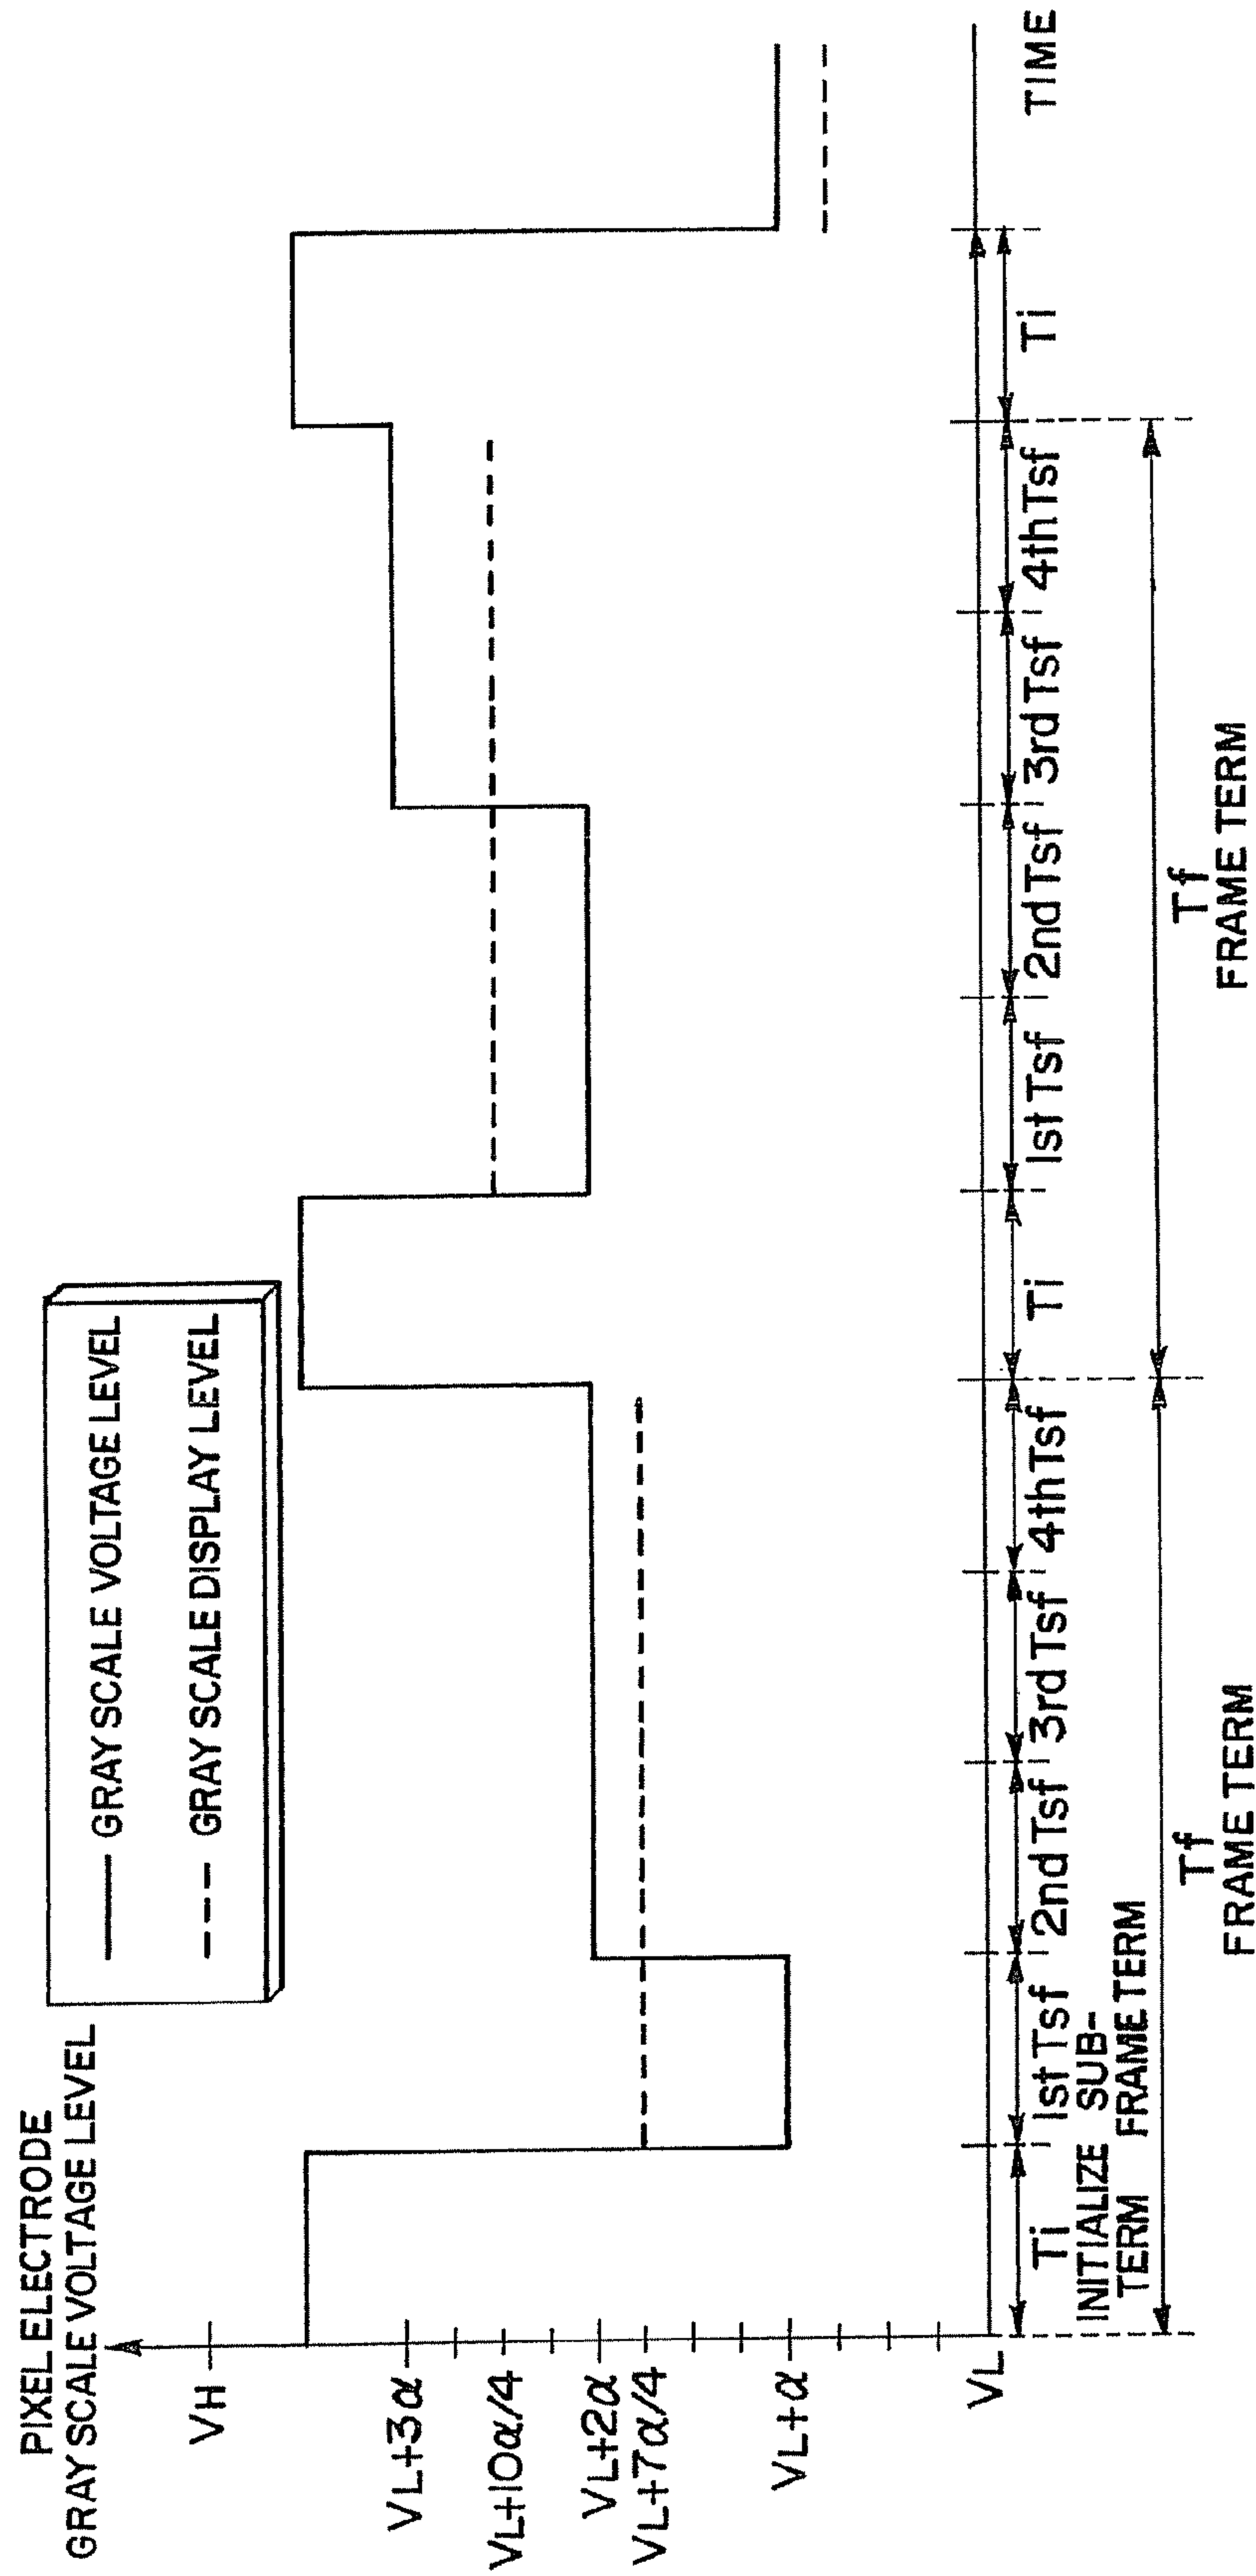 PIXEL ELECTRODE
GRAY SCALE VOLTAGE LEVEL
GRAY SCALE VOLTAGE LEVEL
GRAY SCALE DISPLAY LEVEL
VH
VL+3α
VL+10α/4
VL+2α
VL+7α/4
VL+α
VL
Ti 1st Tsf 2nd Tsf 3rd Tsf 4th Tsf Ti 1st Tsf 2nd Tsf 3rd Tsf 4th Tsf Ti TIME
INITIALIZE SUB-
TERM FRAME TERM
Tf Tf
FRAME TERM FRAME TERM